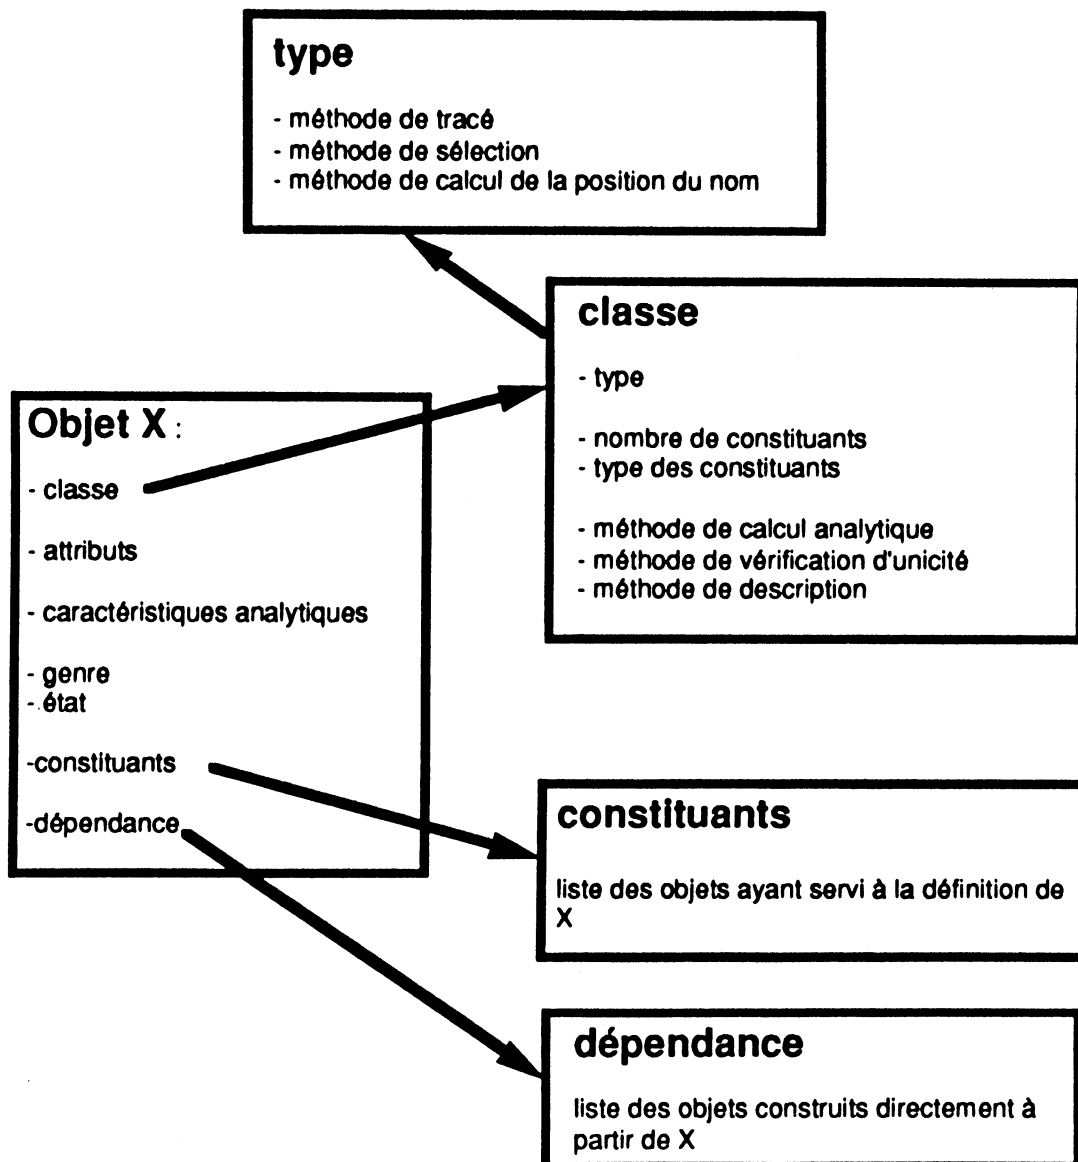 type
- méthode de tracé
- méthode de sélection
- méthode de calcul de la position du nom
classe
- type
- nombre de constituants
- type des constituants
- méthode de calcul analytique
- méthode de vérification d'unicité
- méthode de description
Objet X :
- classe
- attributs
- caractéristiques analytiques
- genre
- état
-constituants
-dépendance
constituants
liste des objets ayant servi à la définition de
X
dépendance
liste des objets construits directement à
partir de X